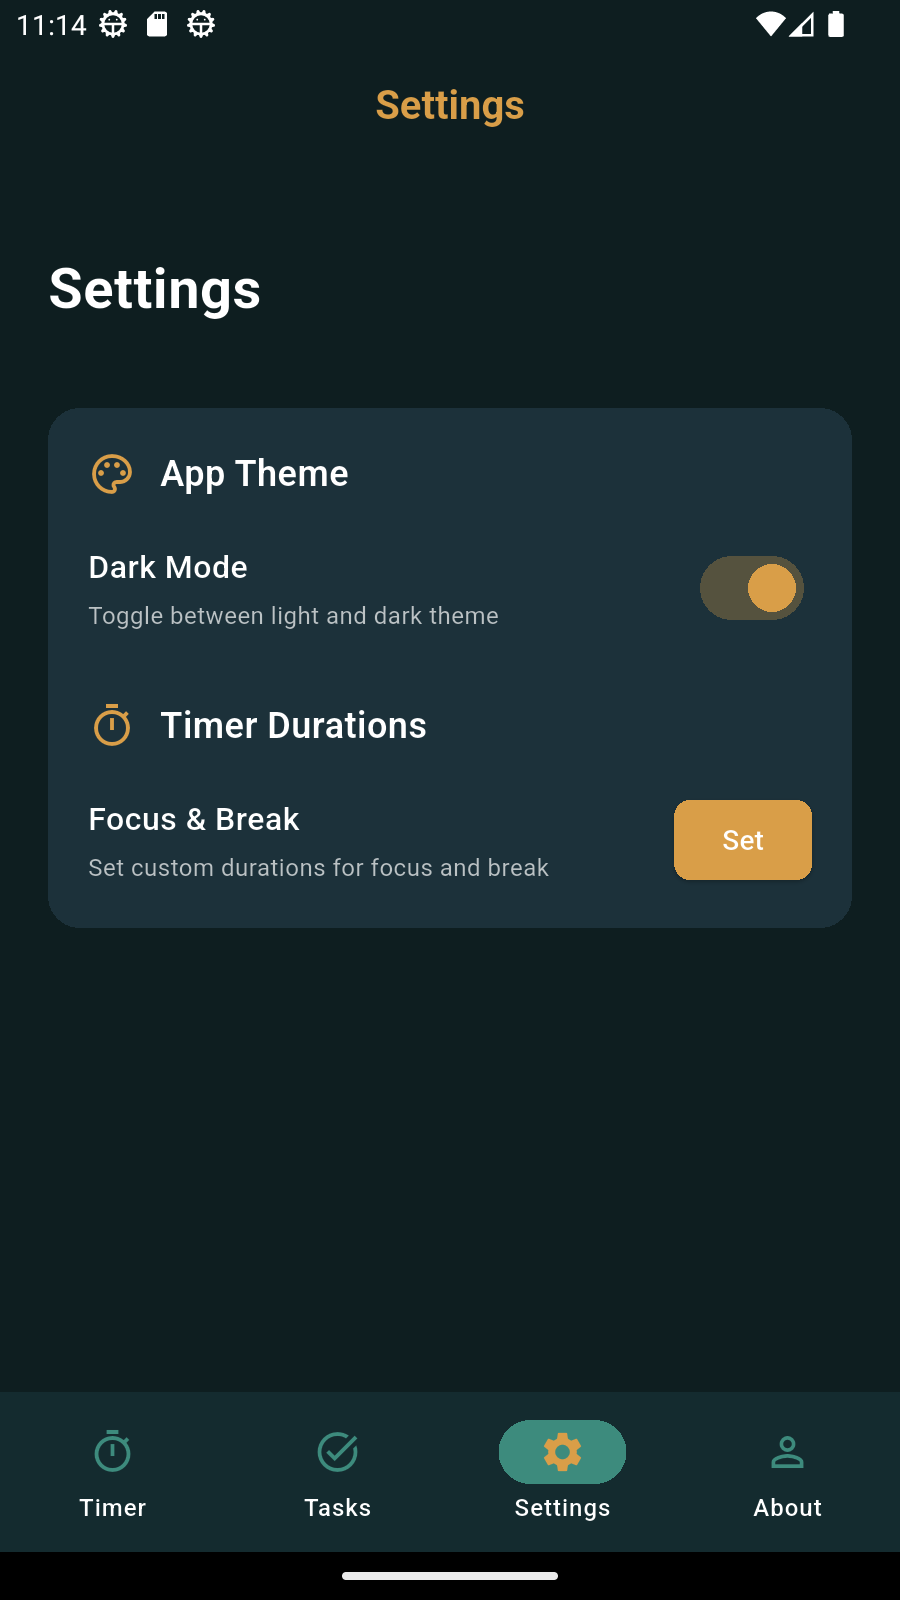 11:14
Settings
Settings
App Theme
Dark Mode
Toggle between light and dark theme
Timer Durations
Focus & Break
Set custom durations for focus and break
Set
Timer
Tasks
Settings
About